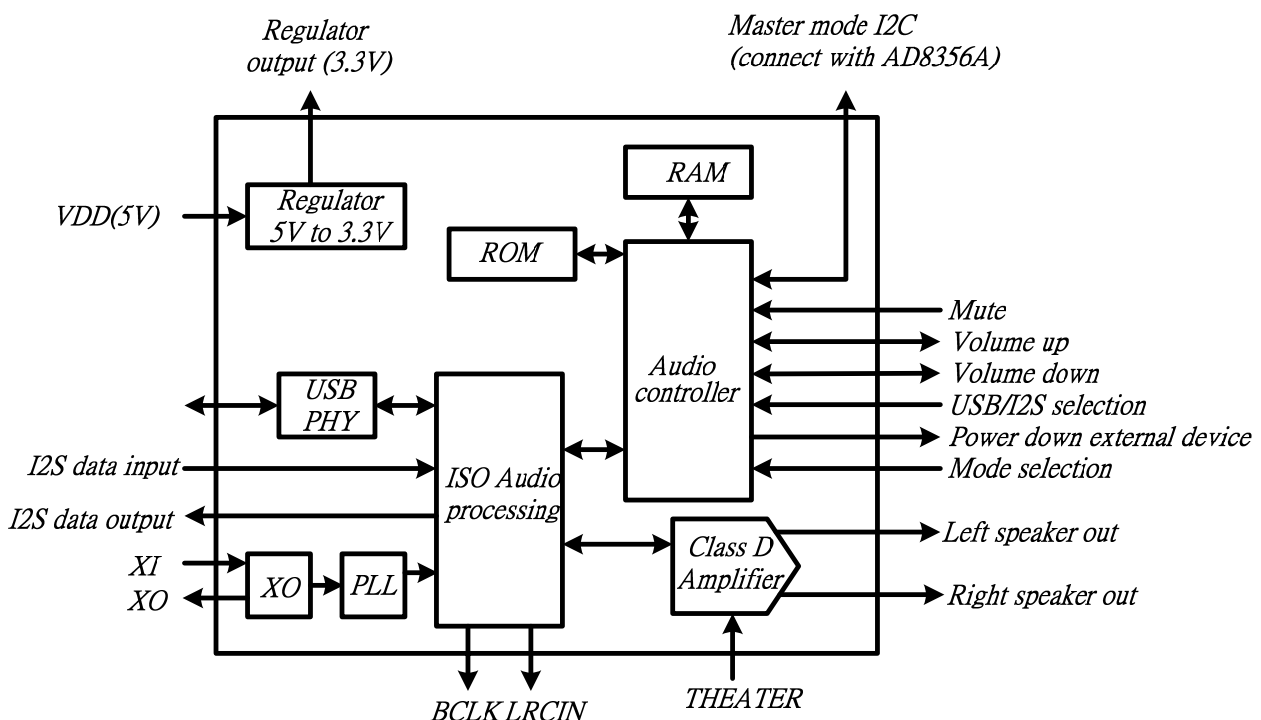 Regulator
output (3.3V)
Master mode I2C
(connect with AD8356A)
RAM
VDD(5V)
Regulator
5V to 3.3V
ROM
Mute
Volume up
Audio
controller
Volume down
USB
PHY
USB/I2S selection
Power down external device
I2S data input
Mode selection
ISO Audio
processing
I2S data output
Class D
Amplifier
Left speaker out
XI
XO
XO
PLL
Right speaker out
BCLK LRCIN
THEATER